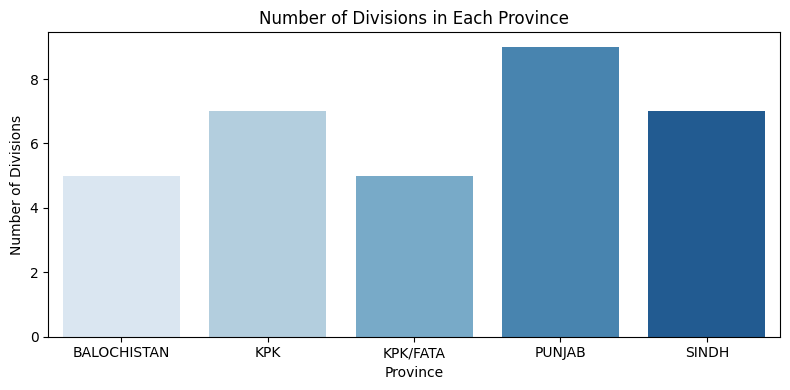 Number of Divisions in Each Province
Number of Divisions
8
6
4
2
0
BALOCHISTAN KPK KPK/FATA PUNJAB SINDH
Province